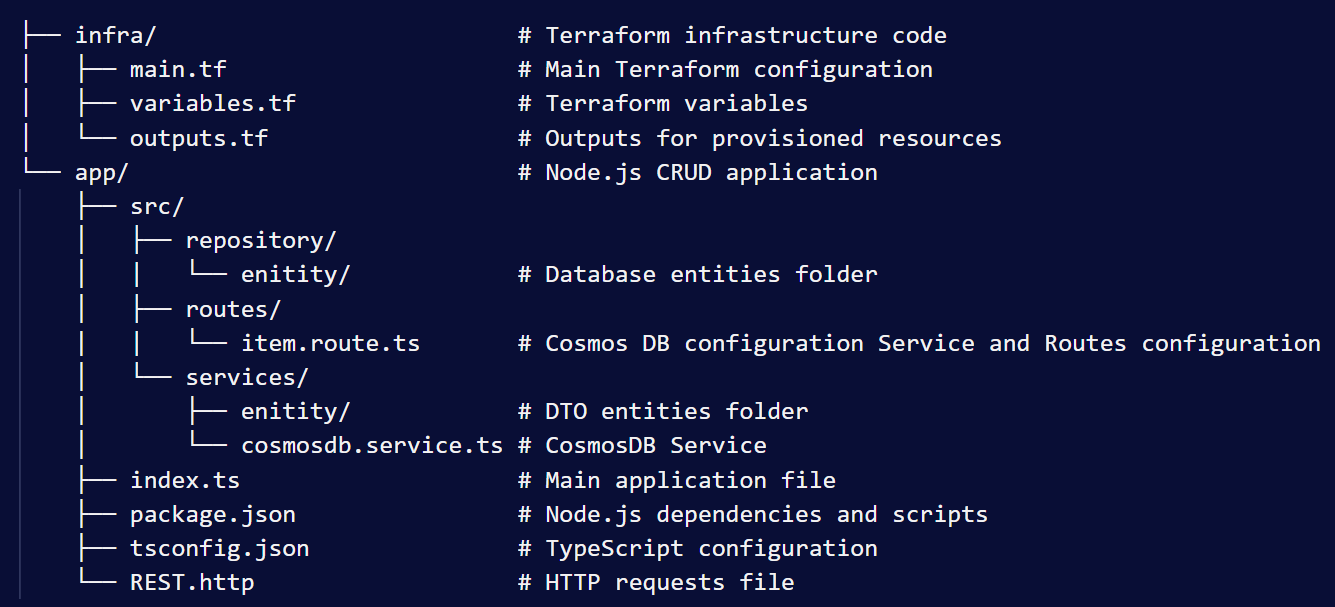 ├── infra/                          # Terraform infrastructure code
│   ├── main.tf                     # Main Terraform configuration
│   ├── variables.tf                # Terraform variables
│   └── outputs.tf                  # Outputs for provisioned resources
└── app/                            # Node.js CRUD application
    ├── src/
    │   ├── repository/
    │   │   └── enitity/            # Database entities folder
    │   ├── routes/
    │   │   └── item.route.ts       # Cosmos DB configuration Service and Routes configuration
    │   └── services/
    │       ├── enitity/            # DTO entities folder
    │       └── cosmosdb.service.ts # CosmosDB Service
    ├── index.ts                    # Main application file
    ├── package.json                # Node.js dependencies and scripts
    ├── tsconfig.json               # TypeScript configuration
    └── REST.http                   # HTTP requests file